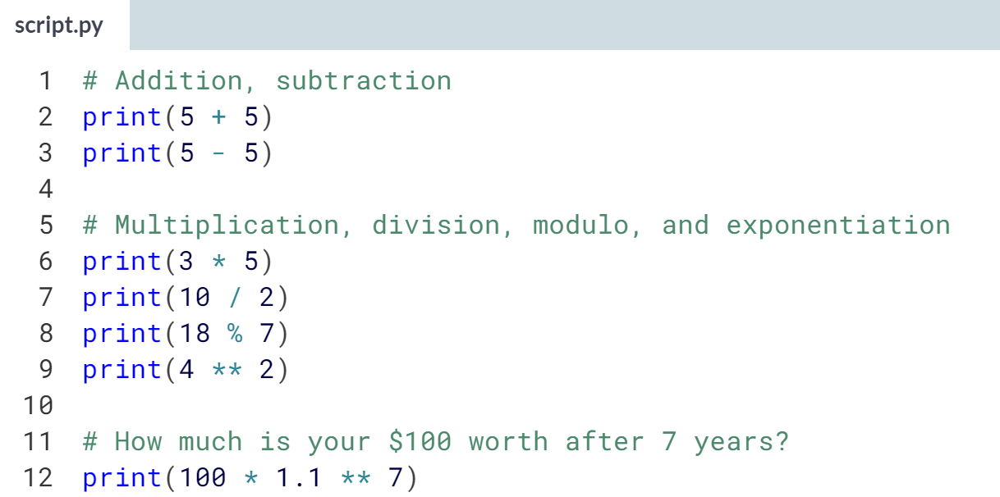 script.py
1 # Addition, subtraction
2 print(5 + 5)
3 print(5 - 5)
4
5 # Multiplication, division, modulo, and exponentiation
6 print(3 * 5)
7 print(10 / 2)
8 print(18 % 7)
9 print(4 ** 2)
10
11 # How much is your $100 worth after 7 years?
12 print(100 * 1.1 ** 7)